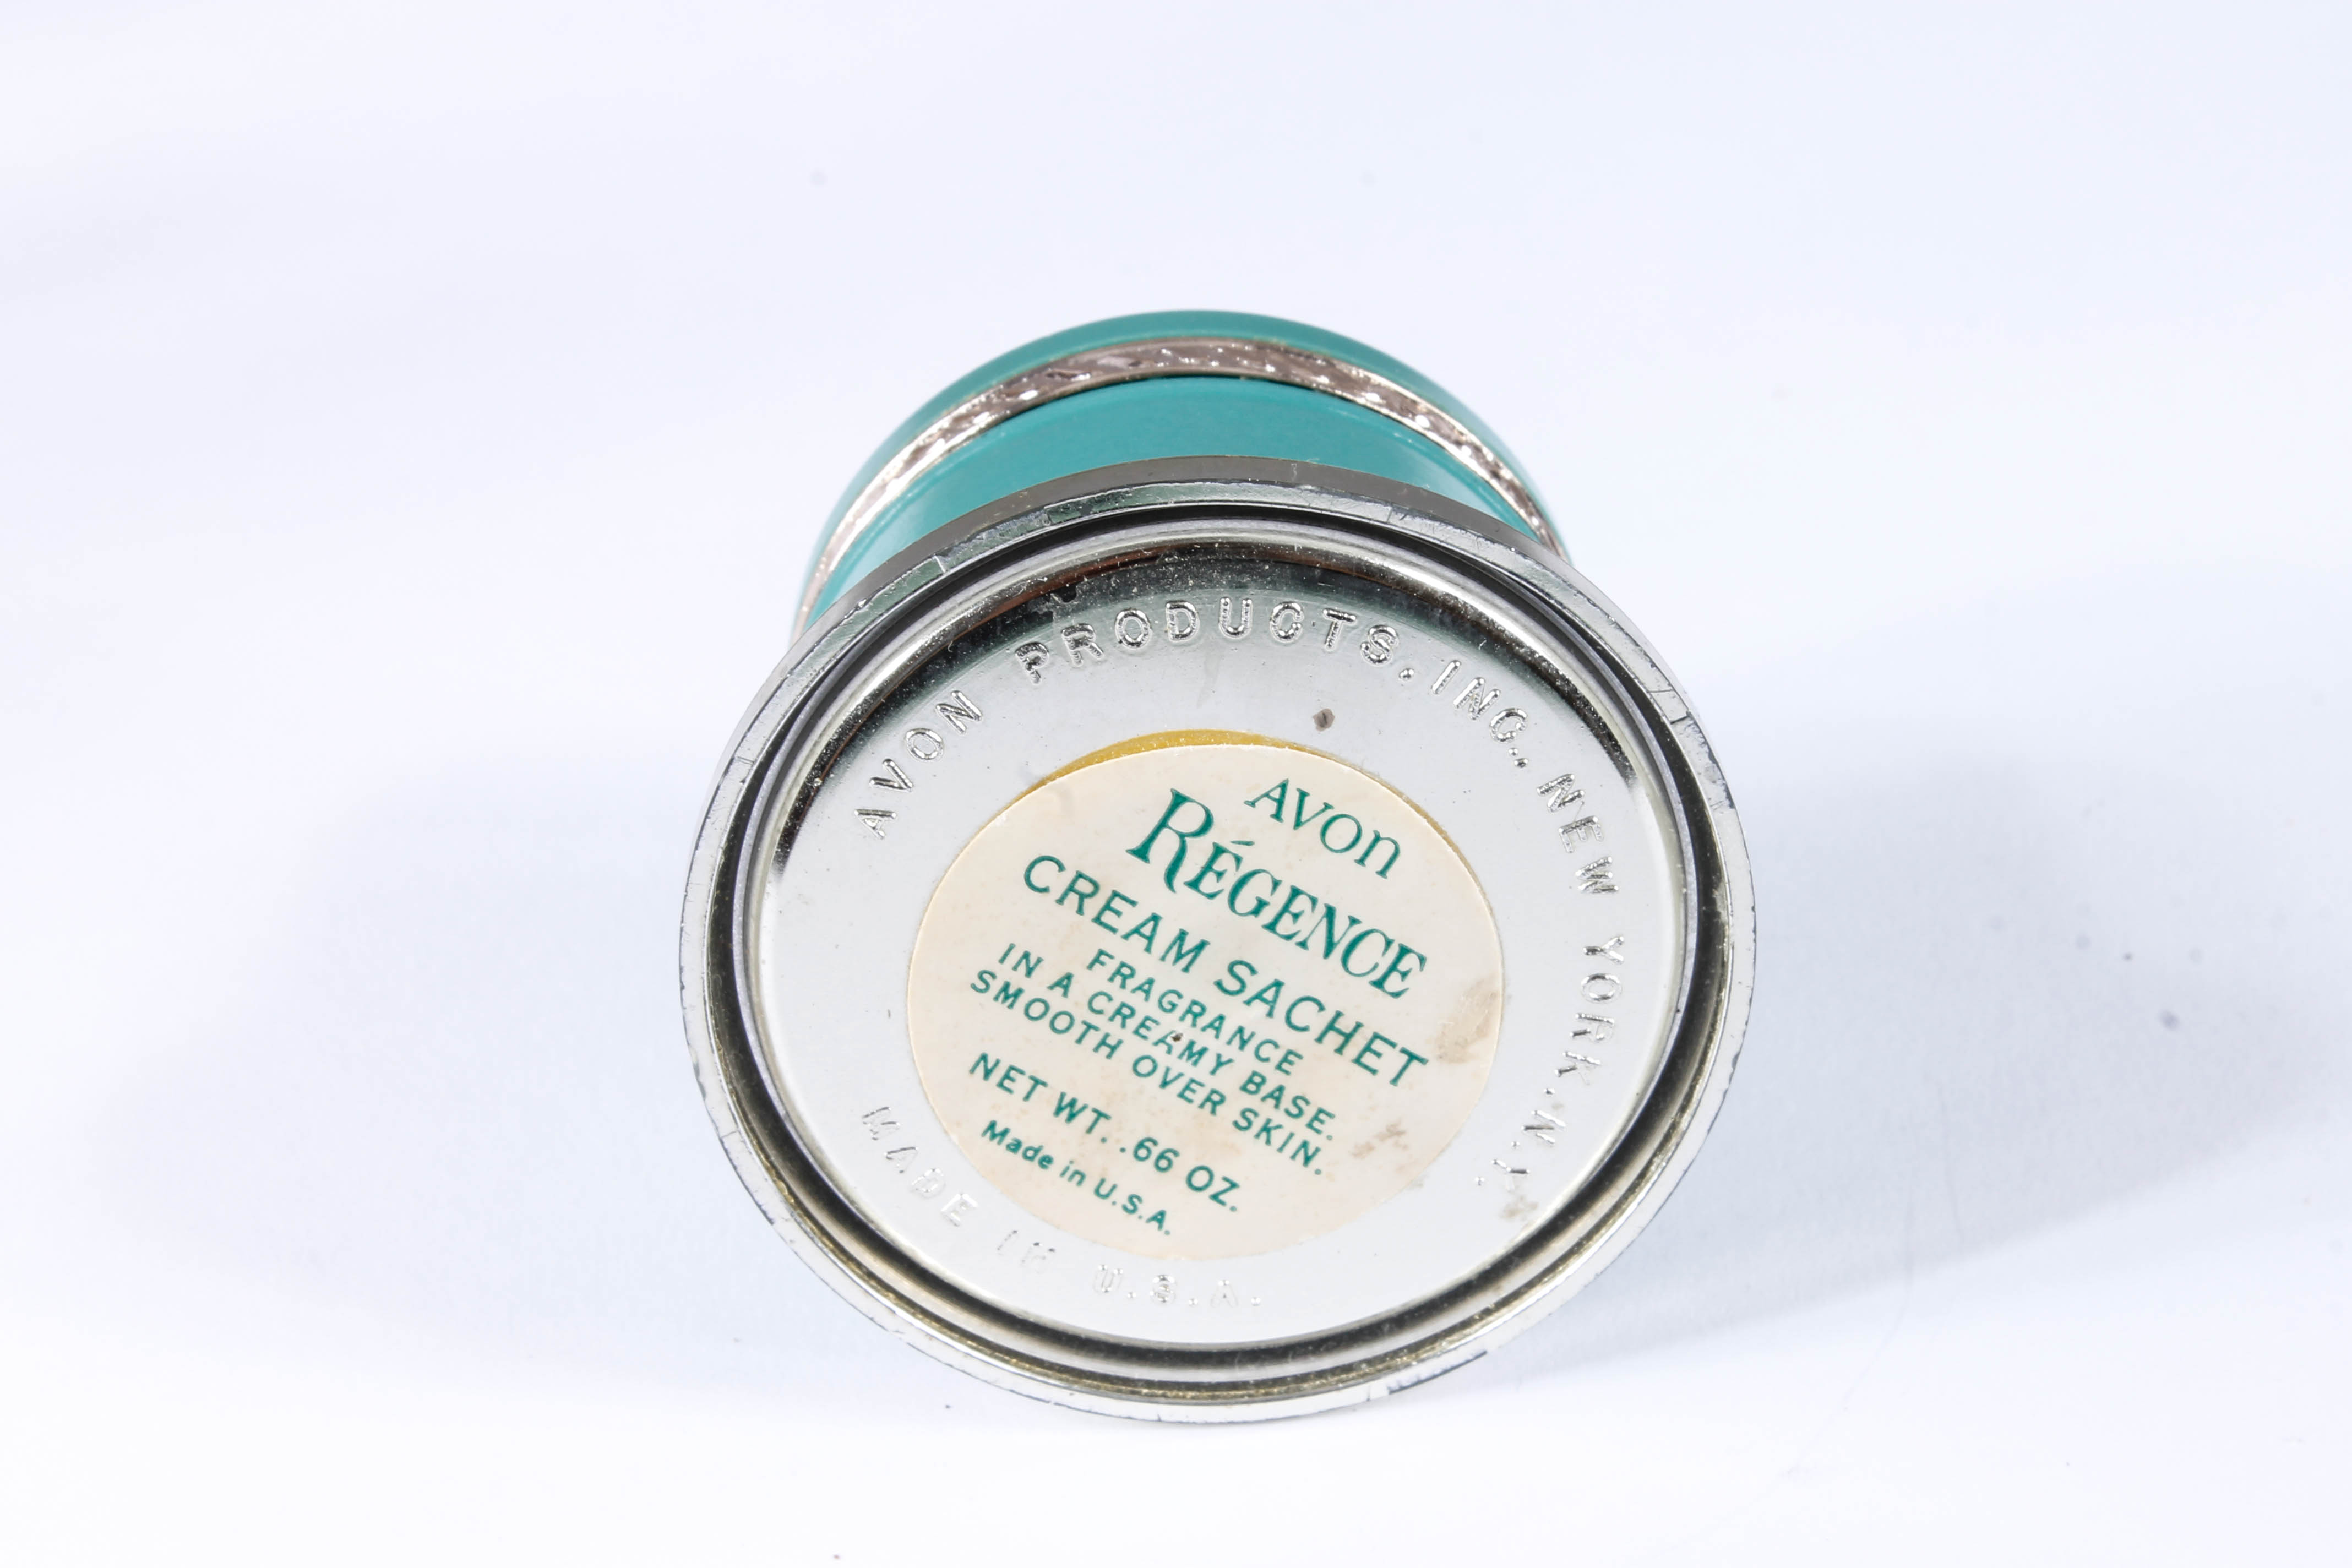 AVON PRODUCTS, INC., NEW YORK, N.Y.
Avon
RÉGENCE
CREAM SACHET
FRAGRANCE
IN A CREAMY BASE.
SMOOTH OVER SKIN.
NET WT. .66 OZ.
Made in U.S.A.
MADE IN U.S.A.